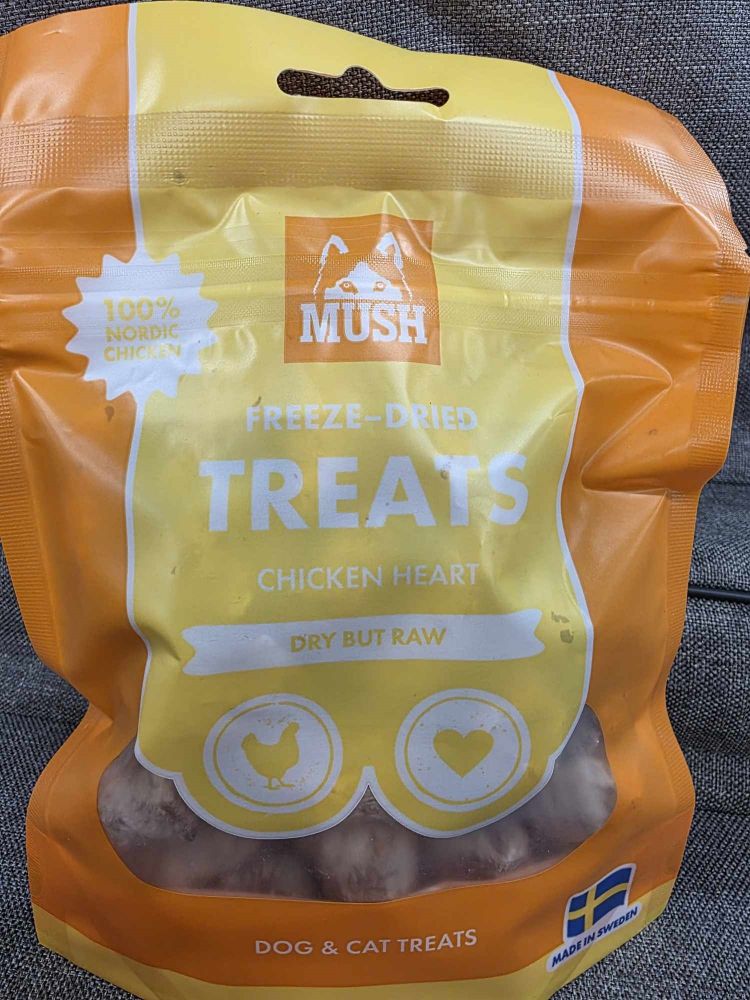 MUSH
100%
NORDIC
CHICKEN
FREEZE-DRIED
TREATS
CHICKEN HEART
DRY BUT RAW
DOG & CAT TREATS
MADE IN SWEDEN